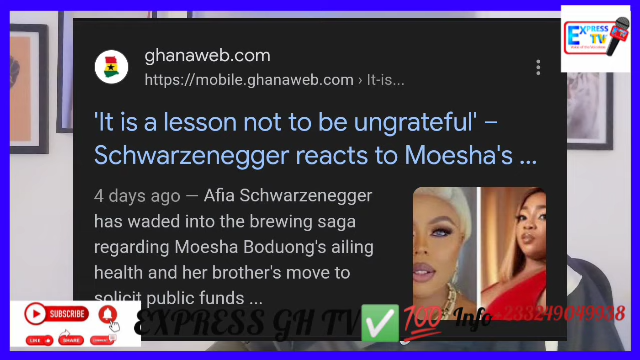 EXPRESS
TV
ghanaweb.com
https://mobile.ghanaweb.com › It-is...
'It is a lesson not to be ungrateful' –
Schwarzenegger reacts to Moesha's ...
4 days ago — Afia Schwarzenegger
has waded into the brewing saga
regarding Moesha Boduong's ailing
health and her brother's move to
solicit public funds ...
SUBSCRIBE
LIKE SHARE
EXPRESS GH TV✅💯 Info-233249049938